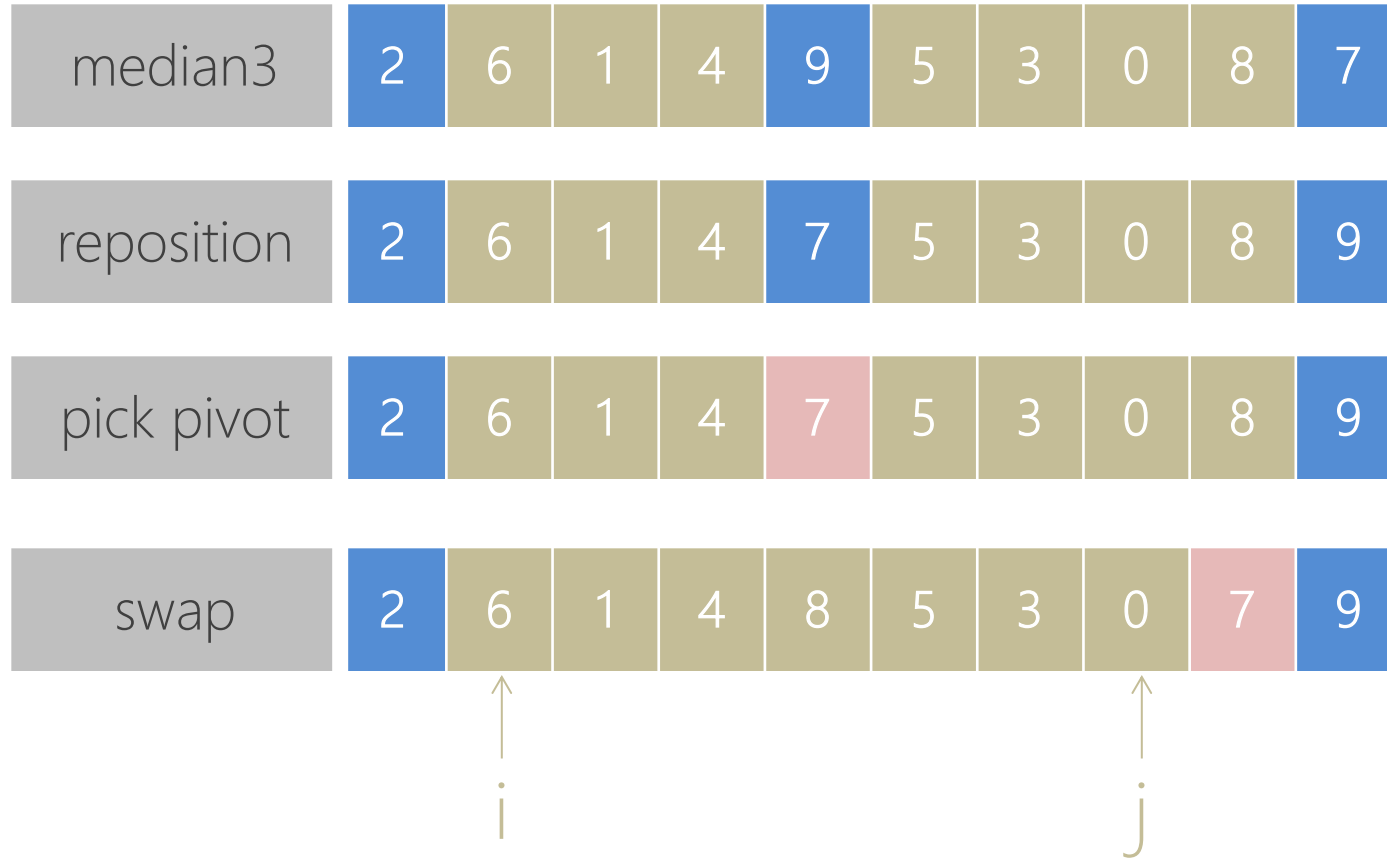 median3 2 6 1 4 9 5 3 0 8 7
reposition 2 6 1 4 7 5 3 0 8 9
pick pivot 2 6 1 4 7 5 3 0 8 9
swap 2 6 1 4 8 5 3 0 7 9
i j